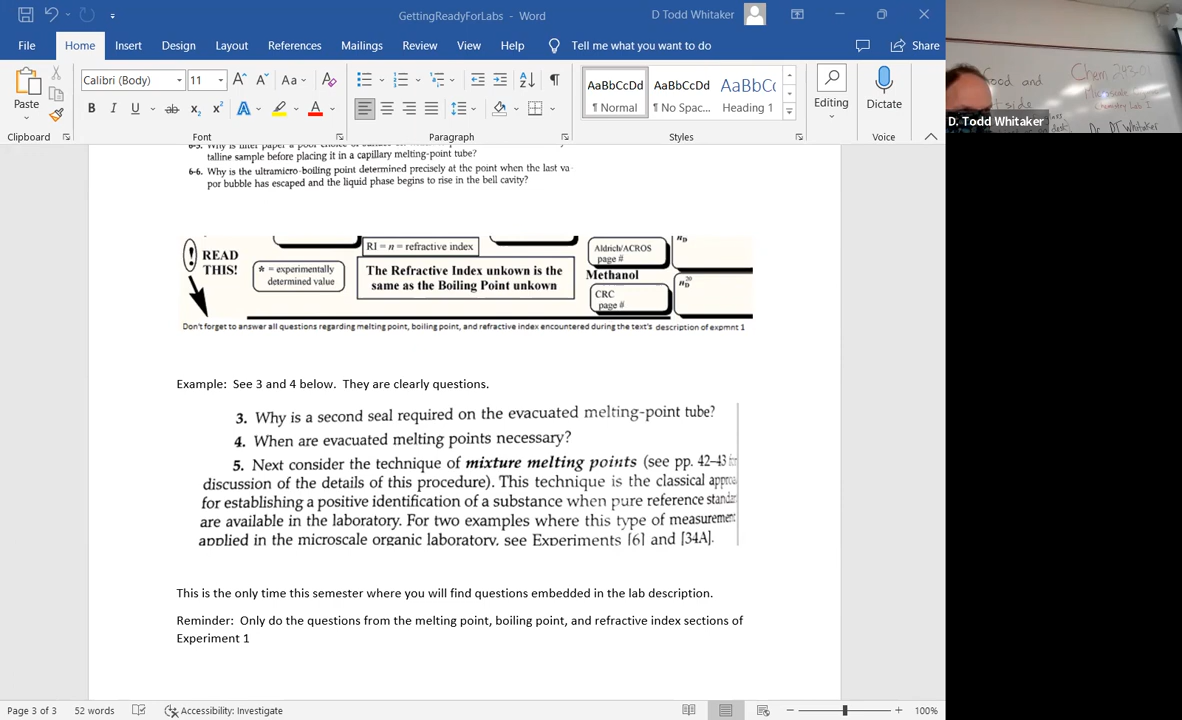 GettingReadyForLabs - Word
D Todd Whitaker
File Home Insert Design Layout References Mailings Review View Help Tell me what you want to do Share
Calibri (Body) 11
Paste
Editing
Dictate
AaBbCcDd AaBbCcDd AaBbCc
¶ Normal ¶ No Spac... Heading 1
Clipboard Font Paragraph Styles Voice
talline sample before placing it in a capillary melting-point tube?
6-6. Why is the ultramicro-boiling point determined precisely at the point when the last va-
por bubble has escaped and the liquid phase begins to rise in the bell cavity?
READ
THIS!
* = experimentally
determined value
RI = n = refractive index
The Refractive Index unkown is the
same as the Boiling Point unkown
Aldrich/ACROS
page #
Methanol
CRC
page #
Don't forget to answer all questions regarding melting point, boiling point, and refractive index encountered during the text's description of expmnt 1
Example: See 3 and 4 below. They are clearly questions.
3. Why is a second seal required on the evacuated melting-point tube?
4. When are evacuated melting points necessary?
5. Next consider the technique of mixture melting points (see pp. 42–43 for
discussion of the details of this procedure). This technique is the classical
for establishing a positive identification of a substance when pure reference
are available in the laboratory. For two examples where this type of measurement
applied in the microscale organic laboratory, see Experiments [6] and [34A].
This is the only time this semester where you will find questions embedded in the lab description.
Reminder: Only do the questions from the melting point, boiling point, and refractive index sections of
Experiment 1
Page 3 of 3 52 words Accessibility: Investigate 100%
Food and
Chem 243-01
Chemistry Lab I
D. Todd Whitaker
Dr. DT Whitaker